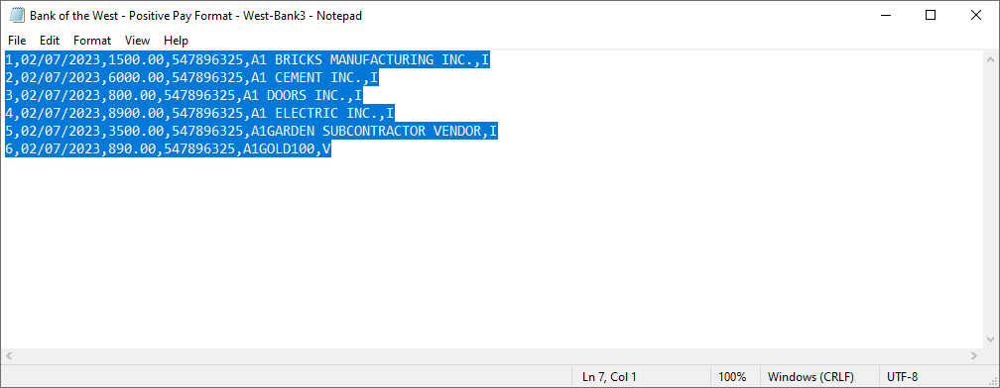 Bank of the West - Positive Pay Format - West-Bank3 - Notepad
File Edit Format View Help
1,02/07/2023,1500.00,547896325,A1 BRICKS MANUFACTURING INC.,I
2,02/07/2023,6000.00,547896325,A1 CEMENT INC.,I
3,02/07/2023,800.00,547896325,A1 DOORS INC.,I
4,02/07/2023,8900.00,547896325,A1 ELECTRIC INC.,I
5,02/07/2023,3500.00,547896325,A1GARDEN SUBCONTRACTOR VENDOR,I
6,02/07/2023,890.00,547896325,A1GOLD100,V
Ln 7, Col 1 100% Windows (CRLF) UTF-8